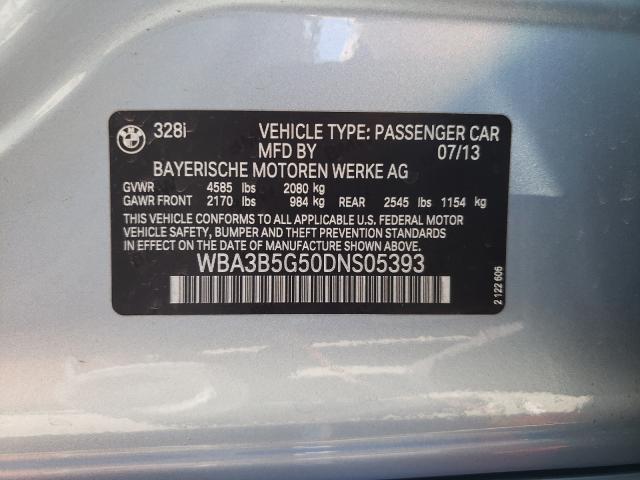 328i VEHICLE TYPE: PASSENGER CAR
MFD BY 07/13
BAYERISCHE MOTOREN WERKE AG
GVWR 4585 lbs 2080 kg
GAWR FRONT 2170 lbs 984 kg REAR 2545 lbs 1154 kg
THIS VEHICLE CONFORMS TO ALL APPLICABLE U.S. FEDERAL MOTOR
VEHICLE SAFETY, BUMPER AND THEFT PREVENTION STANDARDS
IN EFFECT ON THE DATE OF MANUFACTURE SHOWN ABOVE.
WBA3B5G50DNS05393
2 122 606